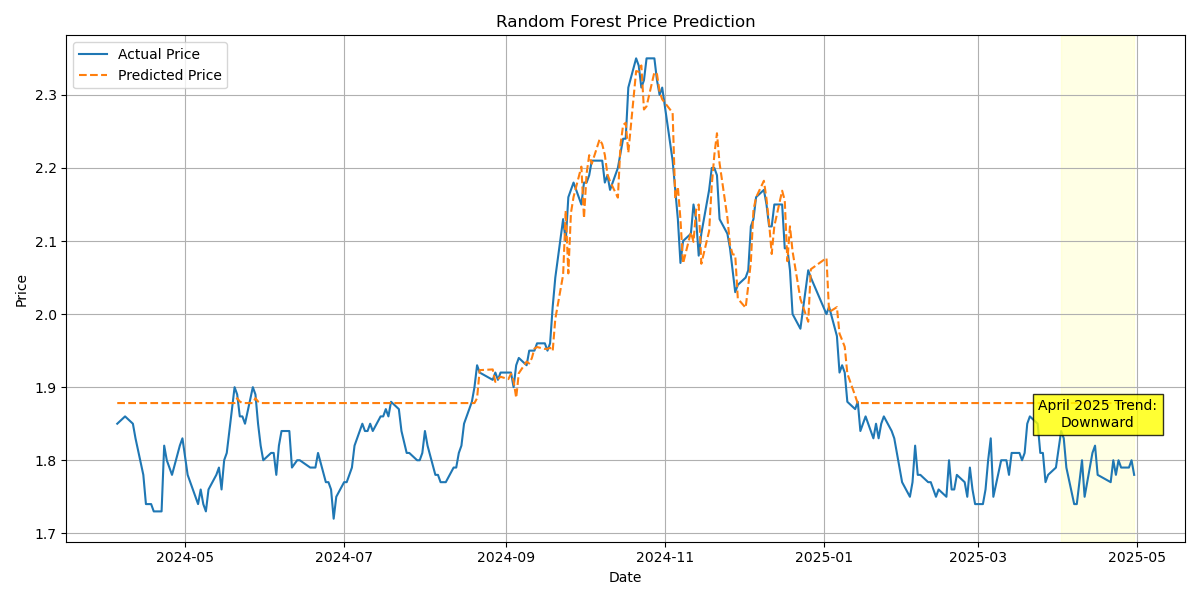 Random Forest Price Prediction
Actual Price
Predicted Price
Price
2.3
2.2
2.1
2.0
1.9
1.8
1.7
April 2025 Trend:
Downward
2024-05
2024-07
2024-09
2024-11
2025-01
2025-03
2025-05
Date